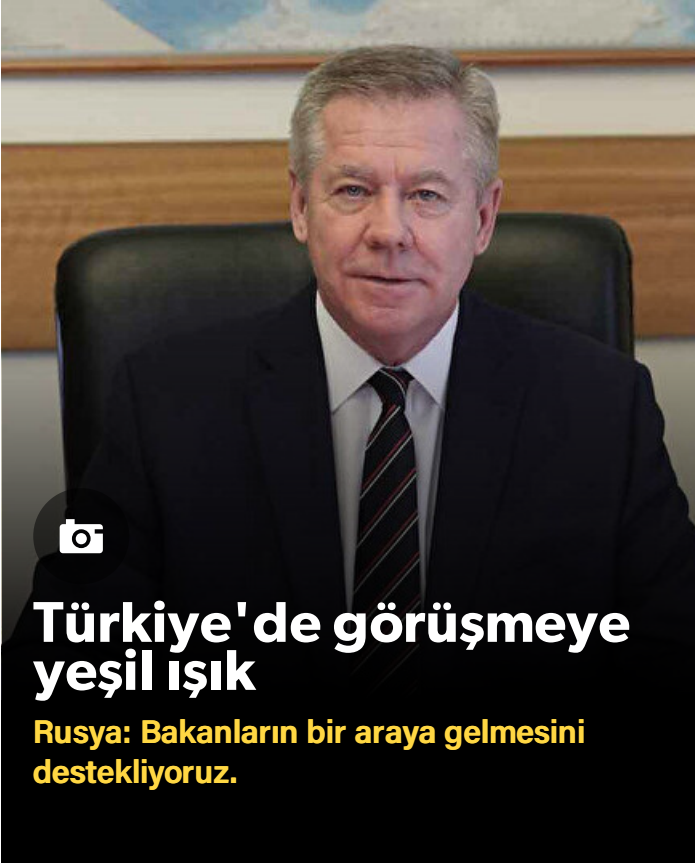 Türkiye'de görüşmeye
yeşil ışık
Rusya: Bakanların bir araya gelmesini
destekliyoruz.